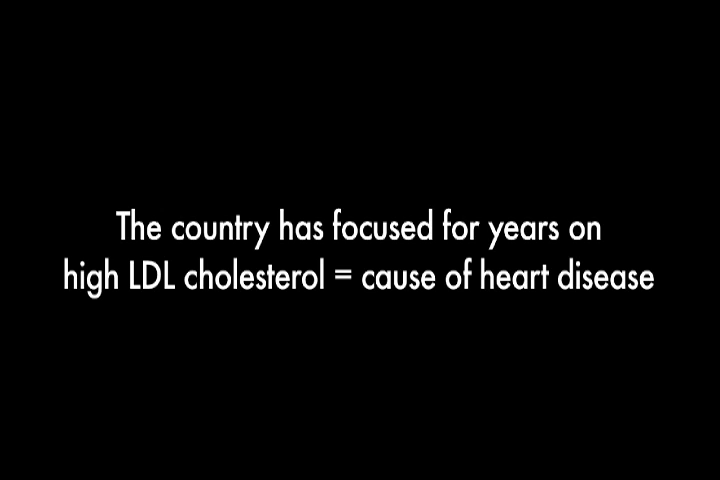 The country has focused for years on
high LDL cholesterol = cause of heart disease